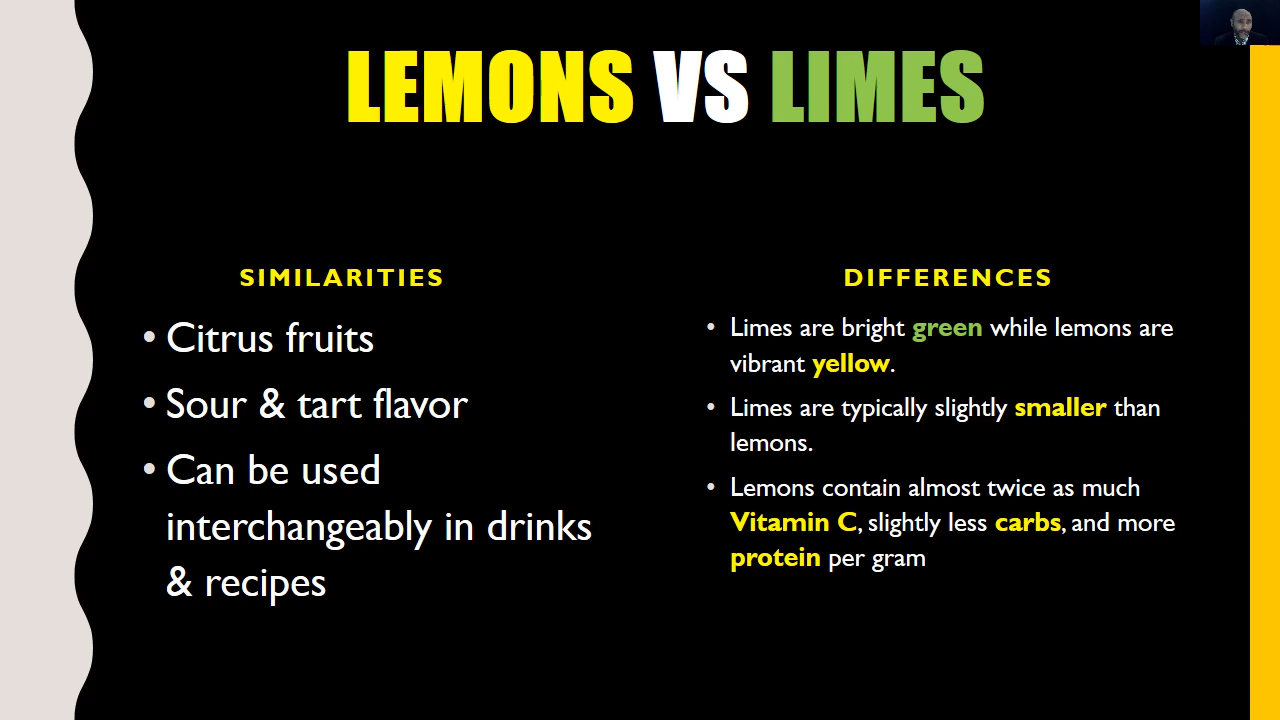 LEMONS VS LIMES
SIMILARITIES
• Citrus fruits
• Sour & tart flavor
• Can be used
interchangeably in drinks
& recipes
DIFFERENCES
• Limes are bright green while lemons are
vibrant yellow.
• Limes are typically slightly smaller than
lemons.
• Lemons contain almost twice as much
Vitamin C, slightly less carbs, and more
protein per gram